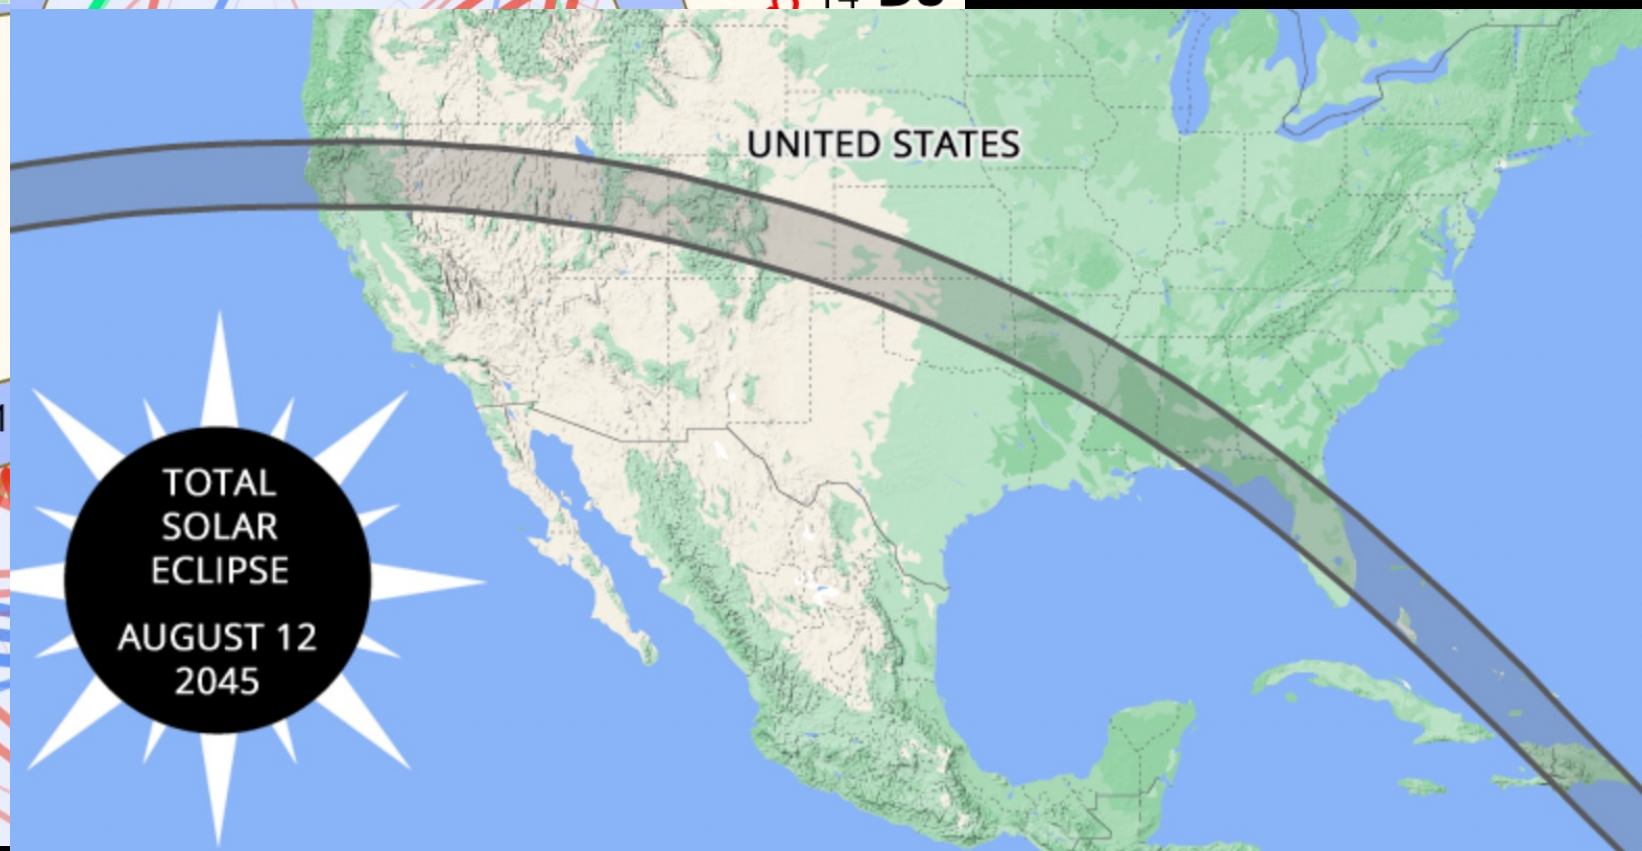 UNITED STATES
TOTAL
SOLAR
ECLIPSE
AUGUST 12
2045